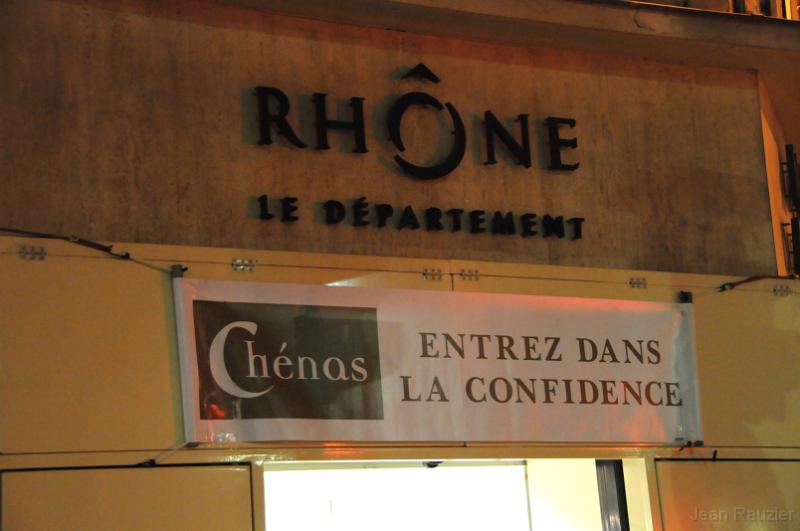 RHÔNE
LE DÉPARTEMENT
Chénas
ENTREZ DANS
LA CONFIDENCE
Jean Rauzier